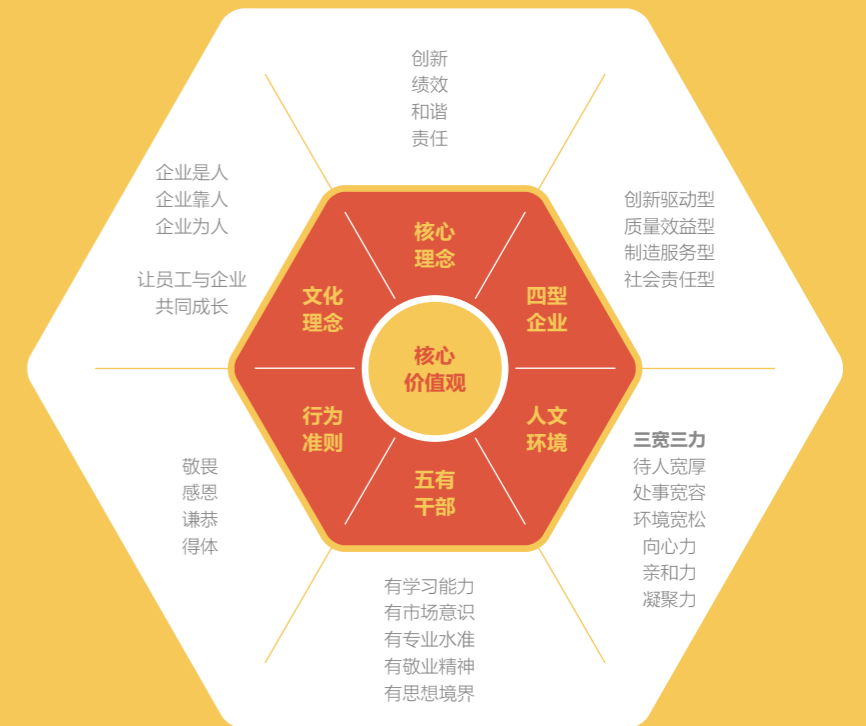 创新
绩效
和谐
责任
企业是人
企业靠人
企业为人
让员工与企业
共同成长
创新驱动型
质量效益型
制造服务型
社会责任型
核心
理念
文化
理念
四型
企业
核心
价值观
行为
准则
人文
环境
五有
干部
敬畏
感恩
谦恭
得体
三宽三力
待人宽厚
处事宽容
环境宽松
向心力
亲和力
凝聚力
有学习能力
有市场意识
有专业水准
有敬业精神
有思想境界